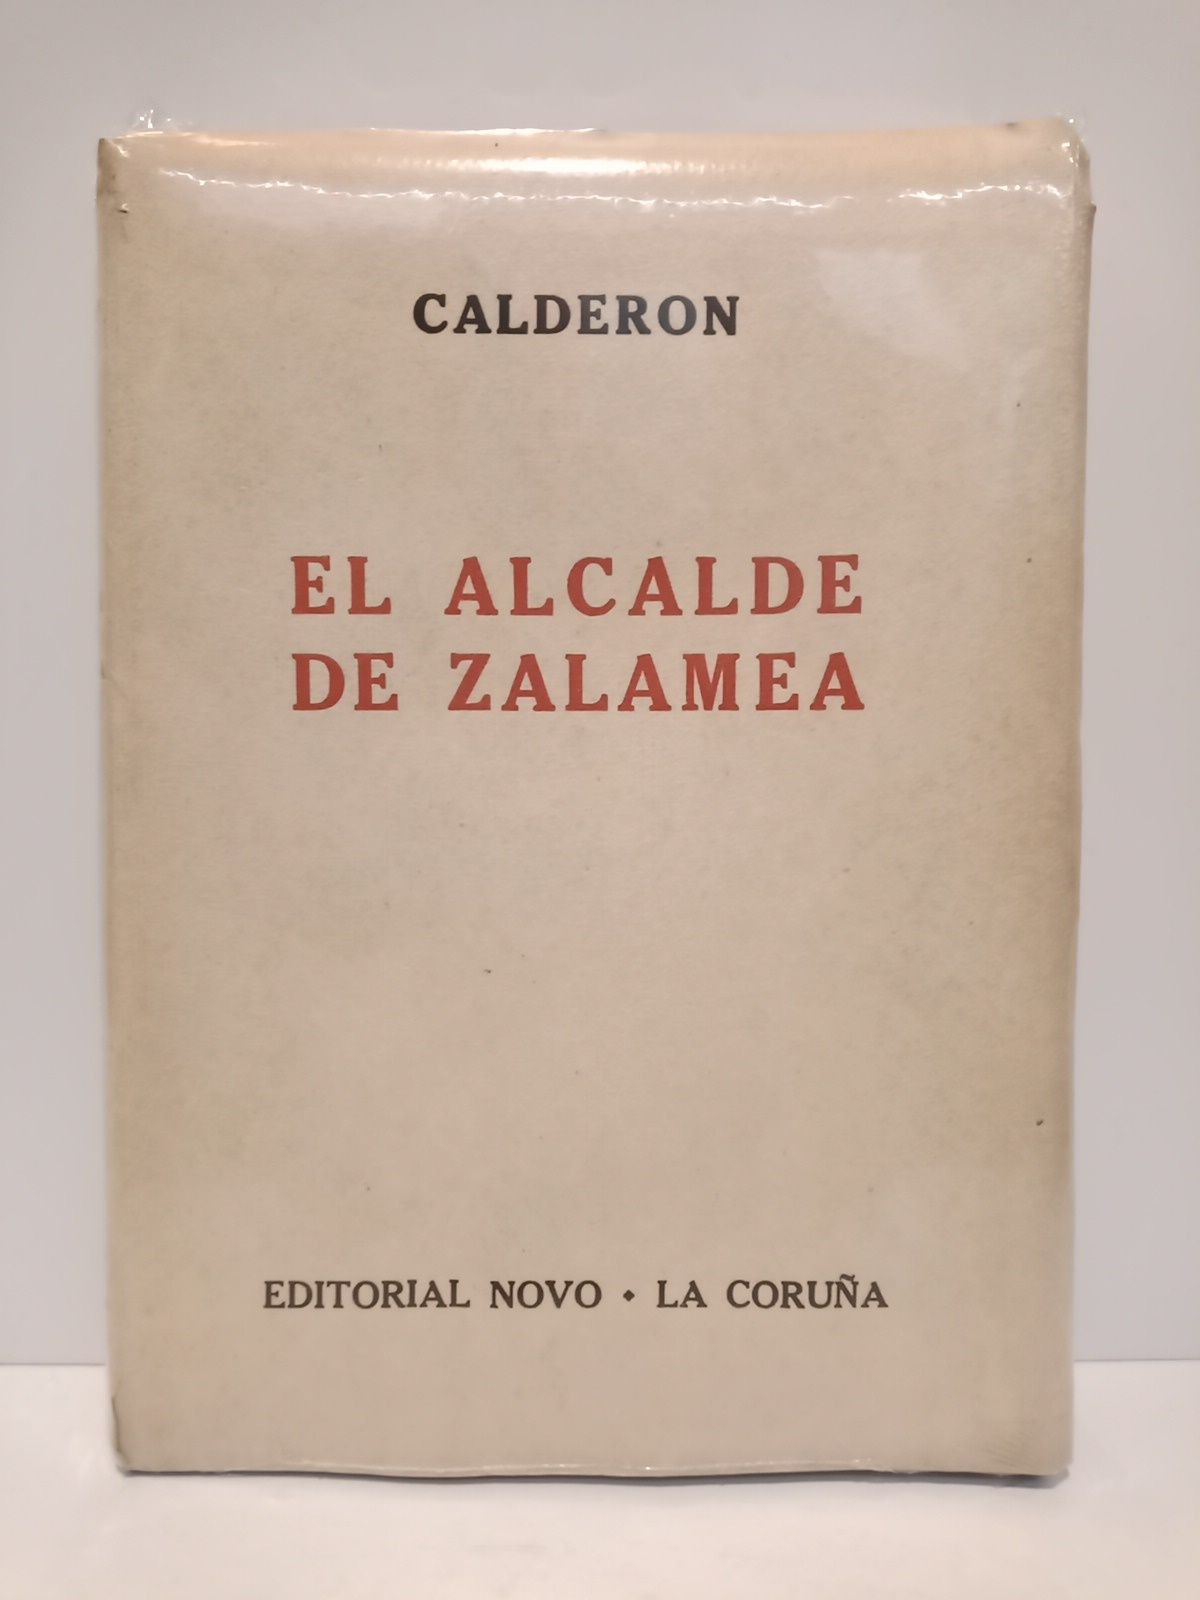 CALDERON
EL ALCALDE
DE ZALAMEA
EDITORIAL NOVO • LA CORUÑA